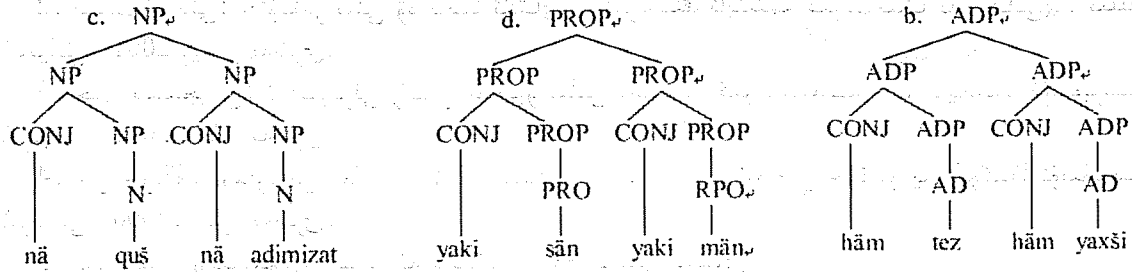 c. NP↵ d. PROP↵ b. ADP↵
NP NP PROP PROP↵ ADP ADP↵
CONJ NP CONJ NP CONJ PROP CONJ PROP CONJ ADP CONJ ADP
N N PRO RPO↵ AD AD
nä quš nä adimizat yaki sän yaki män↵ häm tez häm yaxši